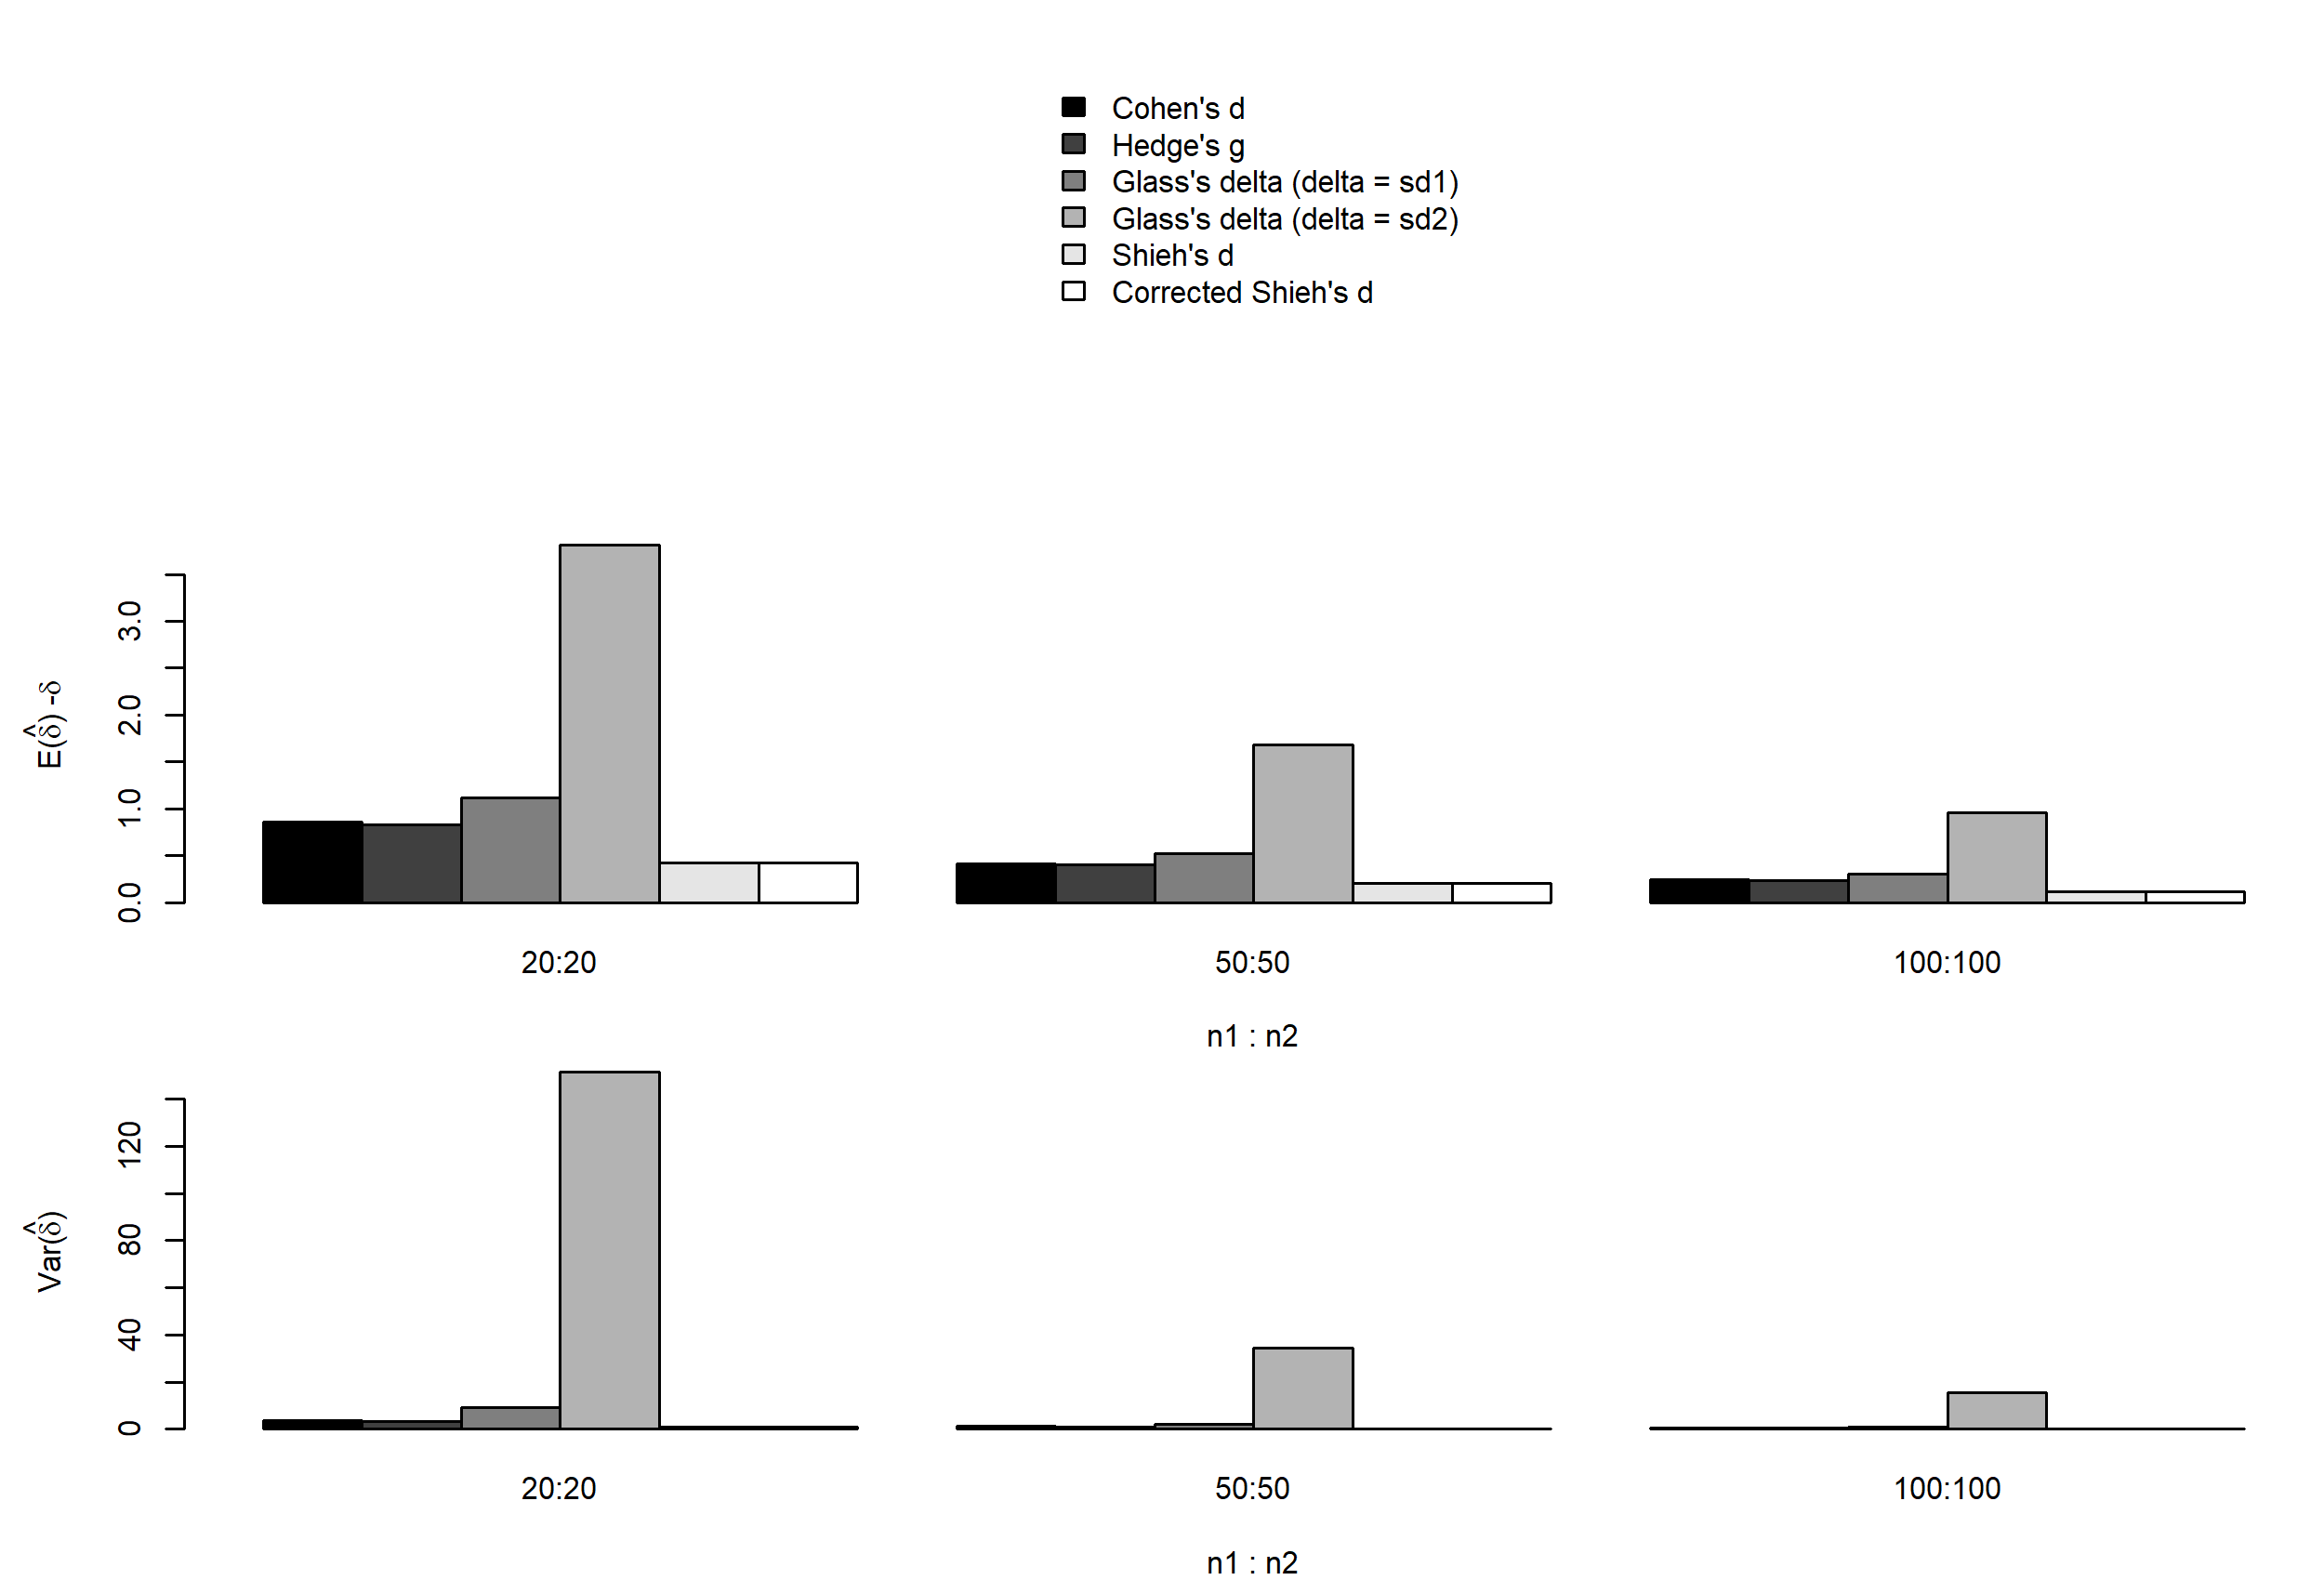 Cohen's d
Hedge's g
Glass's delta (delta = sd1)
Glass's delta (delta = sd2)
Shieh's d
Corrected Shieh's d
E(δ̂) -δ
3.0
2.0
1.0
0.0
20:20
50:50
100:100
n1 : n2
Var(δ̂)
120
80
40
0
20:20
50:50
100:100
n1 : n2